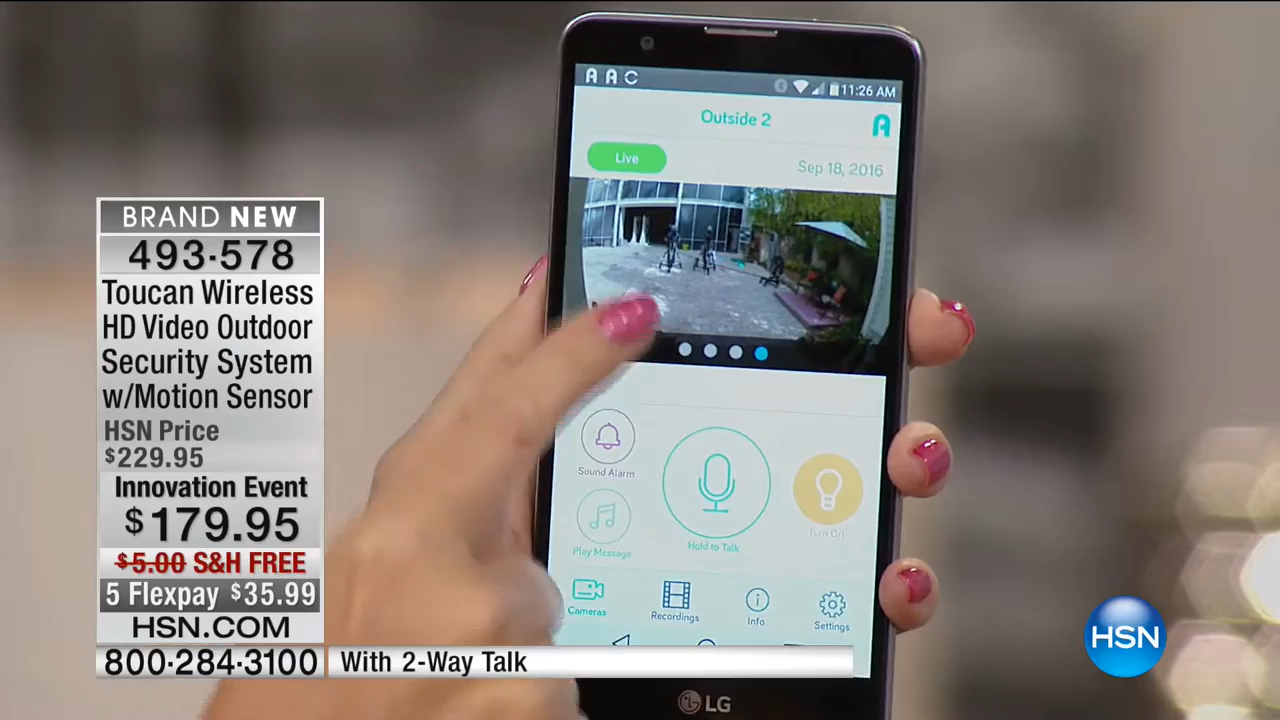 BRAND NEW
493-578
Toucan Wireless
HD Video Outdoor
Security System
w/Motion Sensor
HSN Price
$229.95
Innovation Event
$179.95
$5.00 S&H FREE
5 Flexpay $35.99
HSN.COM
800-284-3100
With 2-Way Talk
11:26 AM
Outside 2
Live
Sep 18, 2016
Sound Alarm
Hold to Talk
Turn Off
Play Message
Cameras
Recordings
Info
Settings
LG
HSN